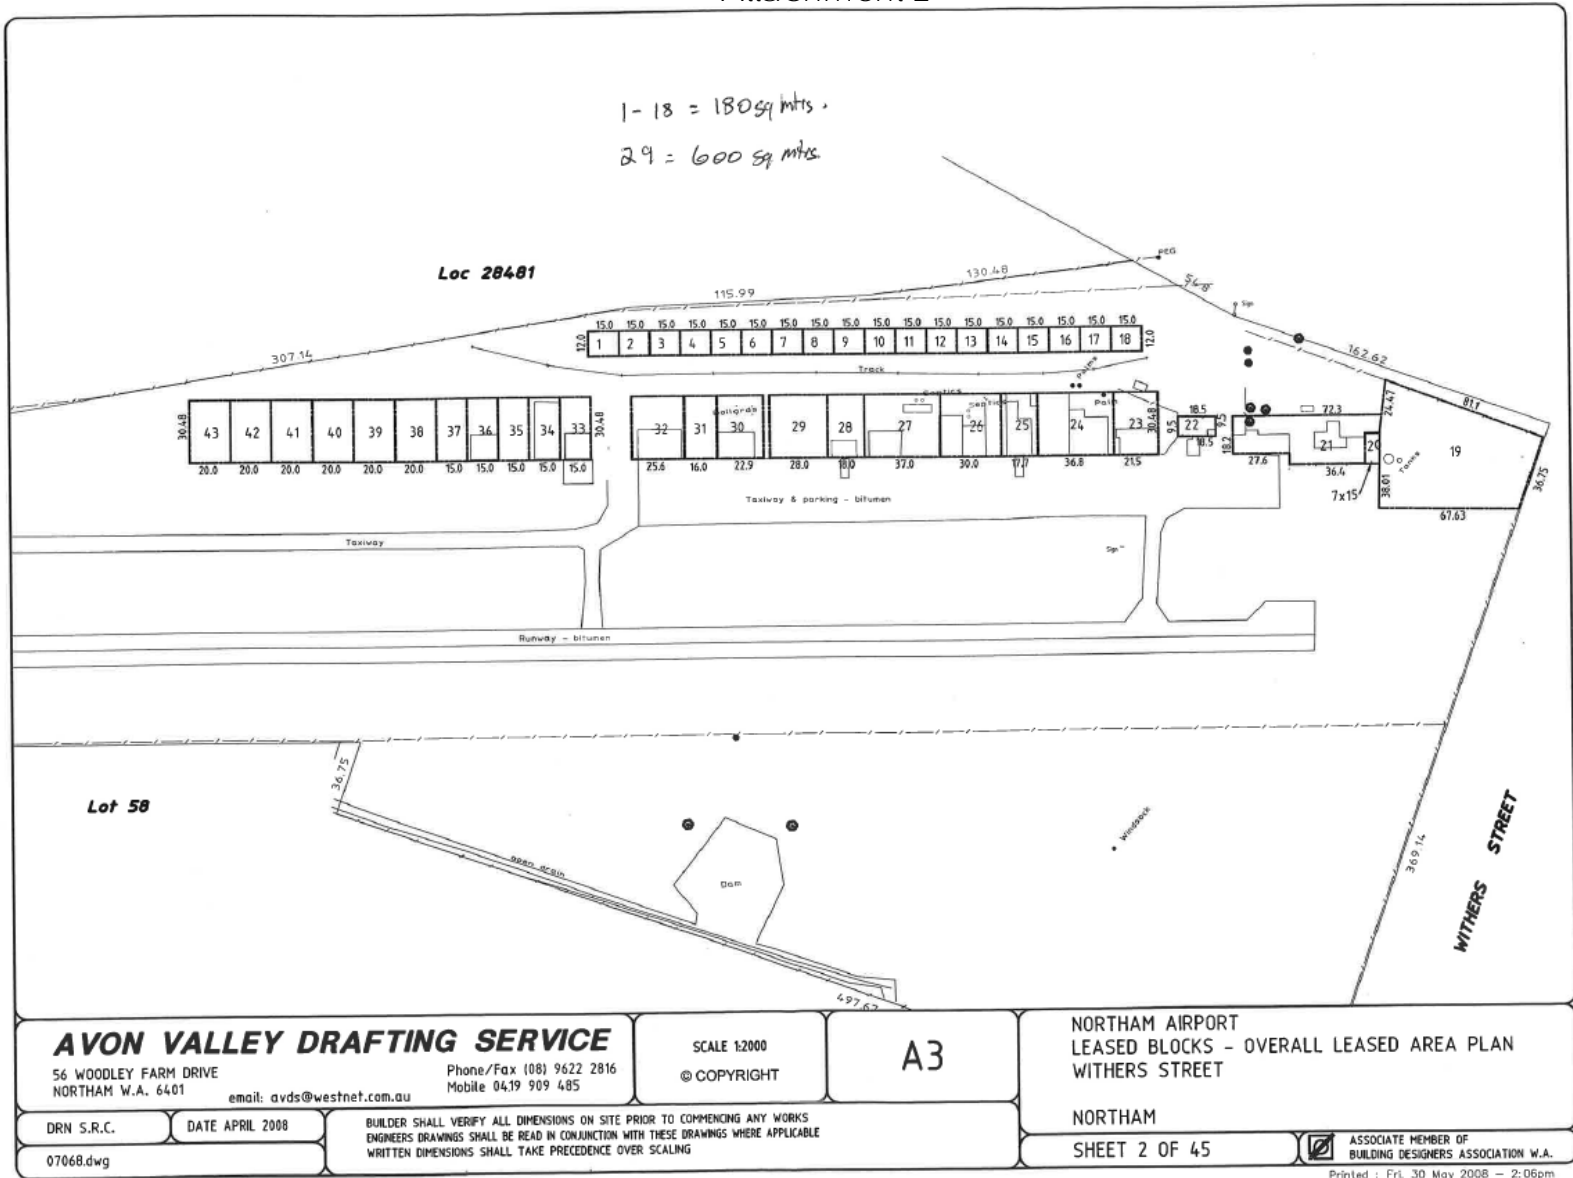 1-18 = 180 sq mtrs.
29 = 600 sq mtrs.
Loc 28481
307.14
115.99
130.48
PEG
54.8
Sgn
162.62
81.1
15.0 15.0 15.0 15.0 15.0 15.0 15.0 15.0 15.0 15.0 15.0 15.0 15.0 15.0 15.0 15.0 15.0 15.0
12.0 1 2 3 4 5 6 7 8 9 10 11 12 13 14 15 16 17 18 12.0
Track
Palms
Palm
Septics
Septics
30.48 43 42 41 40 39 38 37 36 35 34 33 30.48
20.0 20.0 20.0 20.0 20.0 20.0 15.0 15.0 15.0 15.0 15.0
32 31 30 29 28 27 26 25 24 23 30.48
25.6 16.0 22.9 28.0 18.0 37.0 30.0 17.7 36.8 21.5
18.5
9.5 22 9.5
18.5
72.3
18.2 21 20
27.6 36.4
7x15
24.47
19
Tanks
38.01
67.63
36.75
Taxiway & parking - bitumen
Taxiway
Sgn
Runway - bitumen
Lot 58
36.75
open drain
Dam
Windsock
497.67
369.14
WITHERS STREET
AVON VALLEY DRAFTING SERVICE
56 WOODLEY FARM DRIVE
NORTHAM W.A. 6401
Phone/Fax (08) 9622 2816
Mobile 0419 909 485
email: avds@westnet.com.au
SCALE 1:2000
© COPYRIGHT
A3
NORTHAM AIRPORT
LEASED BLOCKS - OVERALL LEASED AREA PLAN
WITHERS STREET
NORTHAM
DRN S.R.C.
DATE APRIL 2008
07068.dwg
BUILDER SHALL VERIFY ALL DIMENSIONS ON SITE PRIOR TO COMMENCING ANY WORKS
ENGINEERS DRAWINGS SHALL BE READ IN CONJUNCTION WITH THESE DRAWINGS WHERE APPLICABLE
WRITTEN DIMENSIONS SHALL TAKE PRECEDENCE OVER SCALING
SHEET 2 OF 45
ASSOCIATE MEMBER OF
BUILDING DESIGNERS ASSOCIATION W.A.
Printed : Fri, 30 May 2008 - 2:06pm